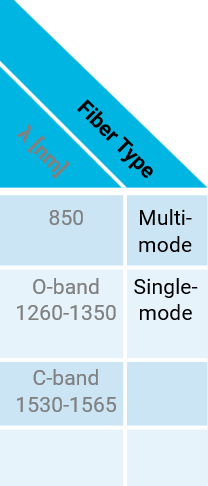 λ [nm]
Fiber Type
850
Multi-
mode
O-band
1260-1350
Single-
mode
C-band
1530-1565